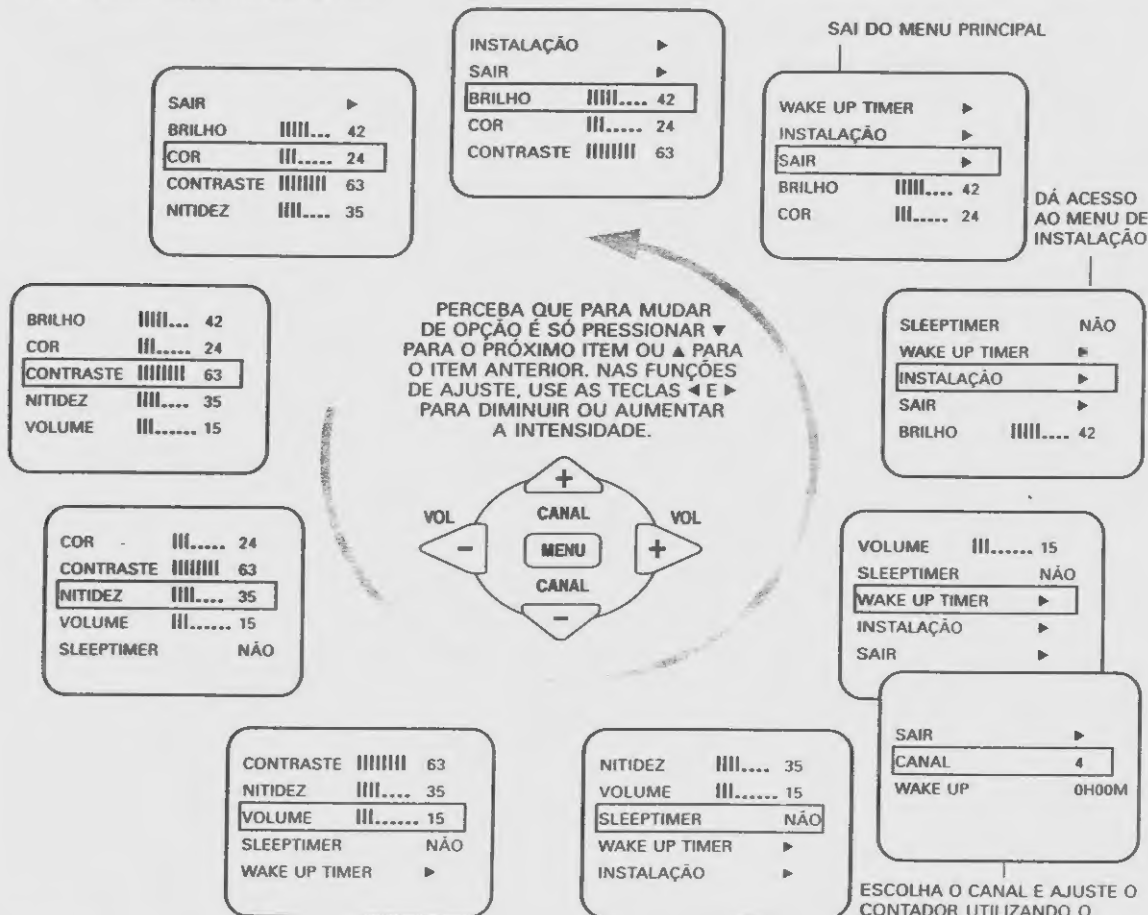 INSTALAÇÃO ▶
SAIR ▶
BRILHO 42
COR 24
CONTRASTE 63
SAI DO MENU PRINCIPAL
SAIR ▶
BRILHO 42
COR 24
CONTRASTE 63
NITIDEZ 35
WAKE UP TIMER ▶
INSTALAÇÃO ▶
SAIR ▶
BRILHO 42
COR 24
DÁ ACESSO
AO MENU DE
INSTALAÇÃO
BRILHO 42
COR 24
CONTRASTE 63
NITIDEZ 35
VOLUME 15
PERCEBA QUE PARA MUDAR
DE OPÇÃO É SÓ PRESSIONAR ▼
PARA O PRÓXIMO ITEM OU ▲ PARA
O ITEM ANTERIOR. NAS FUNÇÕES
DE AJUSTE, USE AS TECLAS ◄ E ►
PARA DIMINUIR OU AUMENTAR
A INTENSIDADE.
SLEEPTIMER NÃO
WAKE UP TIMER ▶
INSTALAÇÃO ▶
SAIR ▶
BRILHO 42
+
VOL CANAL VOL
- MENU +
CANAL
-
COR 24
CONTRASTE 63
NITIDEZ 35
VOLUME 15
SLEEPTIMER NÃO
VOLUME 15
SLEEPTIMER NÃO
WAKE UP TIMER ▶
INSTALAÇÃO ▶
SAIR ▶
SAIR ▶
CANAL 4
WAKE UP 0H00M
CONTRASTE 63
NITIDEZ 35
VOLUME 15
SLEEPTIMER NÃO
WAKE UP TIMER ▶
NITIDEZ 35
VOLUME 15
SLEEPTIMER NÃO
WAKE UP TIMER ▶
INSTALAÇÃO ▶
ESCOLHA O CANAL E AJUSTE O
CONTADOR UTILIZANDO O